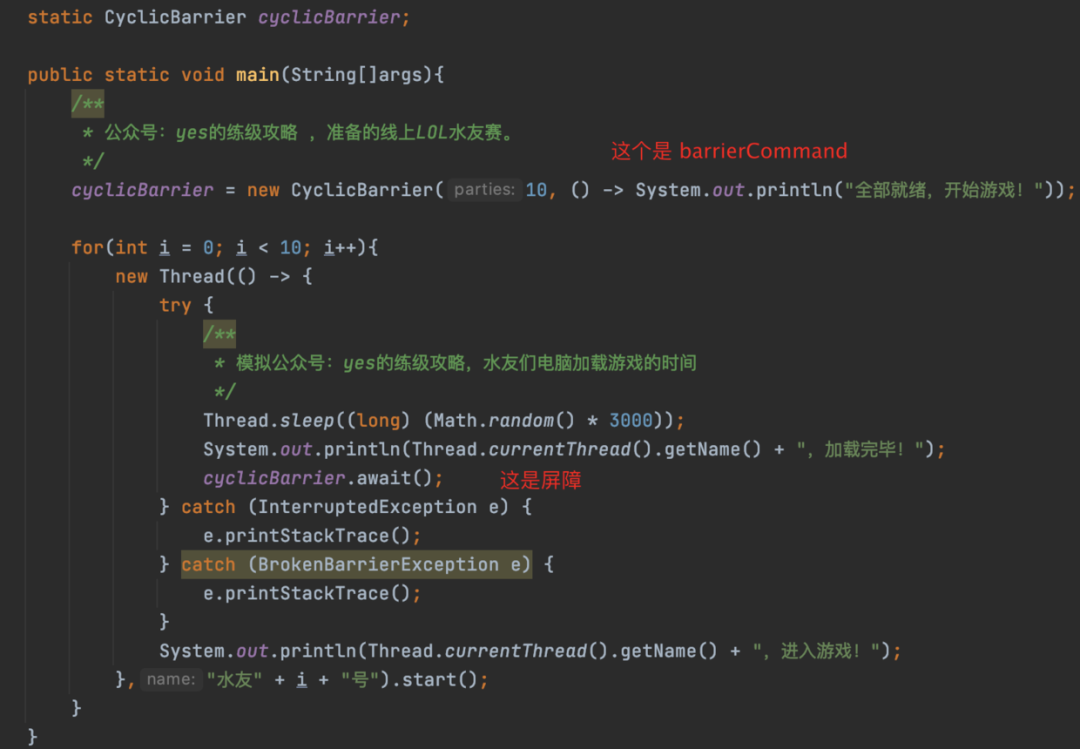 static CyclicBarrier cyclicBarrier;
public static void main(String[]args){
/**
* 公众号：yes的练级攻略 ，准备的线上LOL水友赛。
*/
这个是 barrierCommand
cyclicBarrier = new CyclicBarrier( parties: 10, () -> System.out.println("全部就绪，开始游戏！"));
for(int i = 0; i < 10; i++){
new Thread(() -> {
try {
/**
* 模拟公众号：yes的练级攻略，水友们电脑加载游戏的时间
*/
Thread.sleep((long) (Math.random() * 3000));
System.out.println(Thread.currentThread().getName() + "，加载完毕！");
cyclicBarrier.await(); 这是屏障
} catch (InterruptedException e) {
e.printStackTrace();
} catch (BrokenBarrierException e) {
e.printStackTrace();
}
System.out.println(Thread.currentThread().getName() + "，进入游戏！");
}, name: "水友" + i + "号").start();
}
}